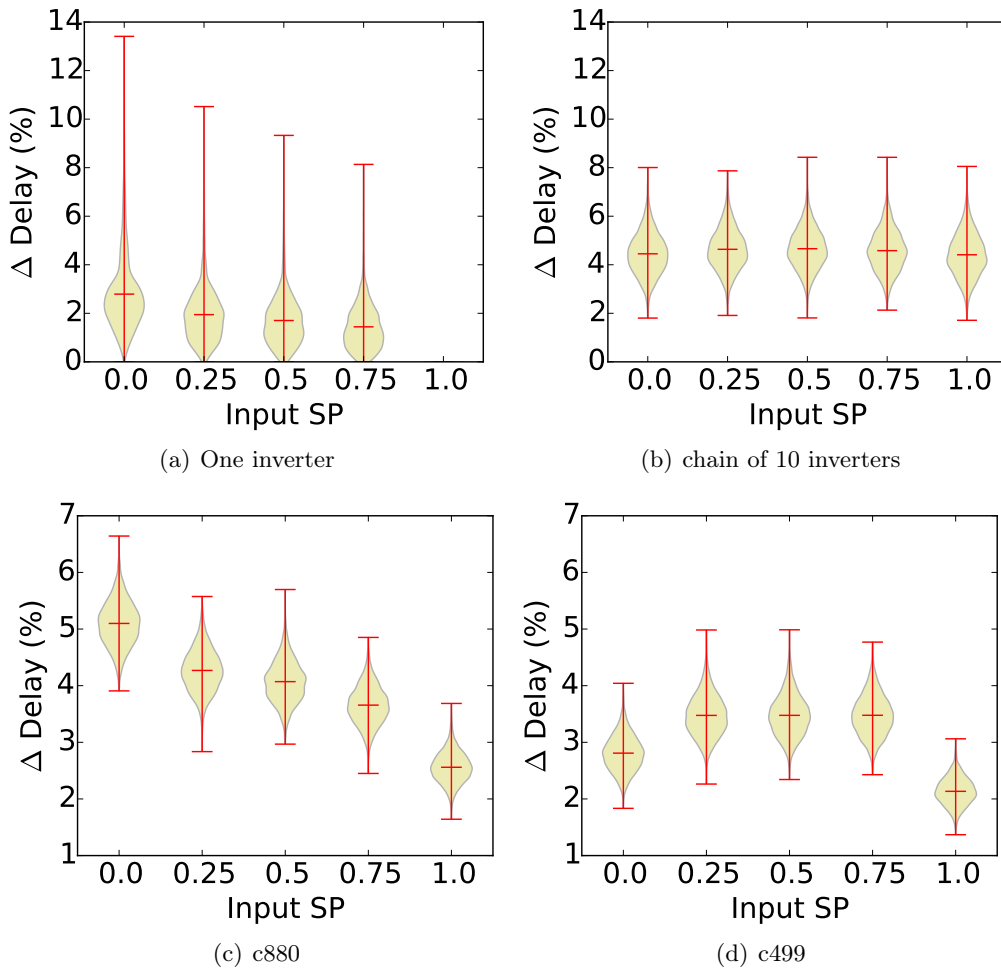 14
12
10
8
6
4
2
0
Δ Delay (%)
0.0 0.25 0.5 0.75 1.0
Input SP
(a) One inverter
14
12
10
8
6
4
2
0
Δ Delay (%)
0.0 0.25 0.5 0.75 1.0
Input SP
(b) chain of 10 inverters
7
6
5
4
3
2
1
Δ Delay (%)
0.0 0.25 0.5 0.75 1.0
Input SP
(c) c880
7
6
5
4
3
2
1
Δ Delay (%)
0.0 0.25 0.5 0.75 1.0
Input SP
(d) c499